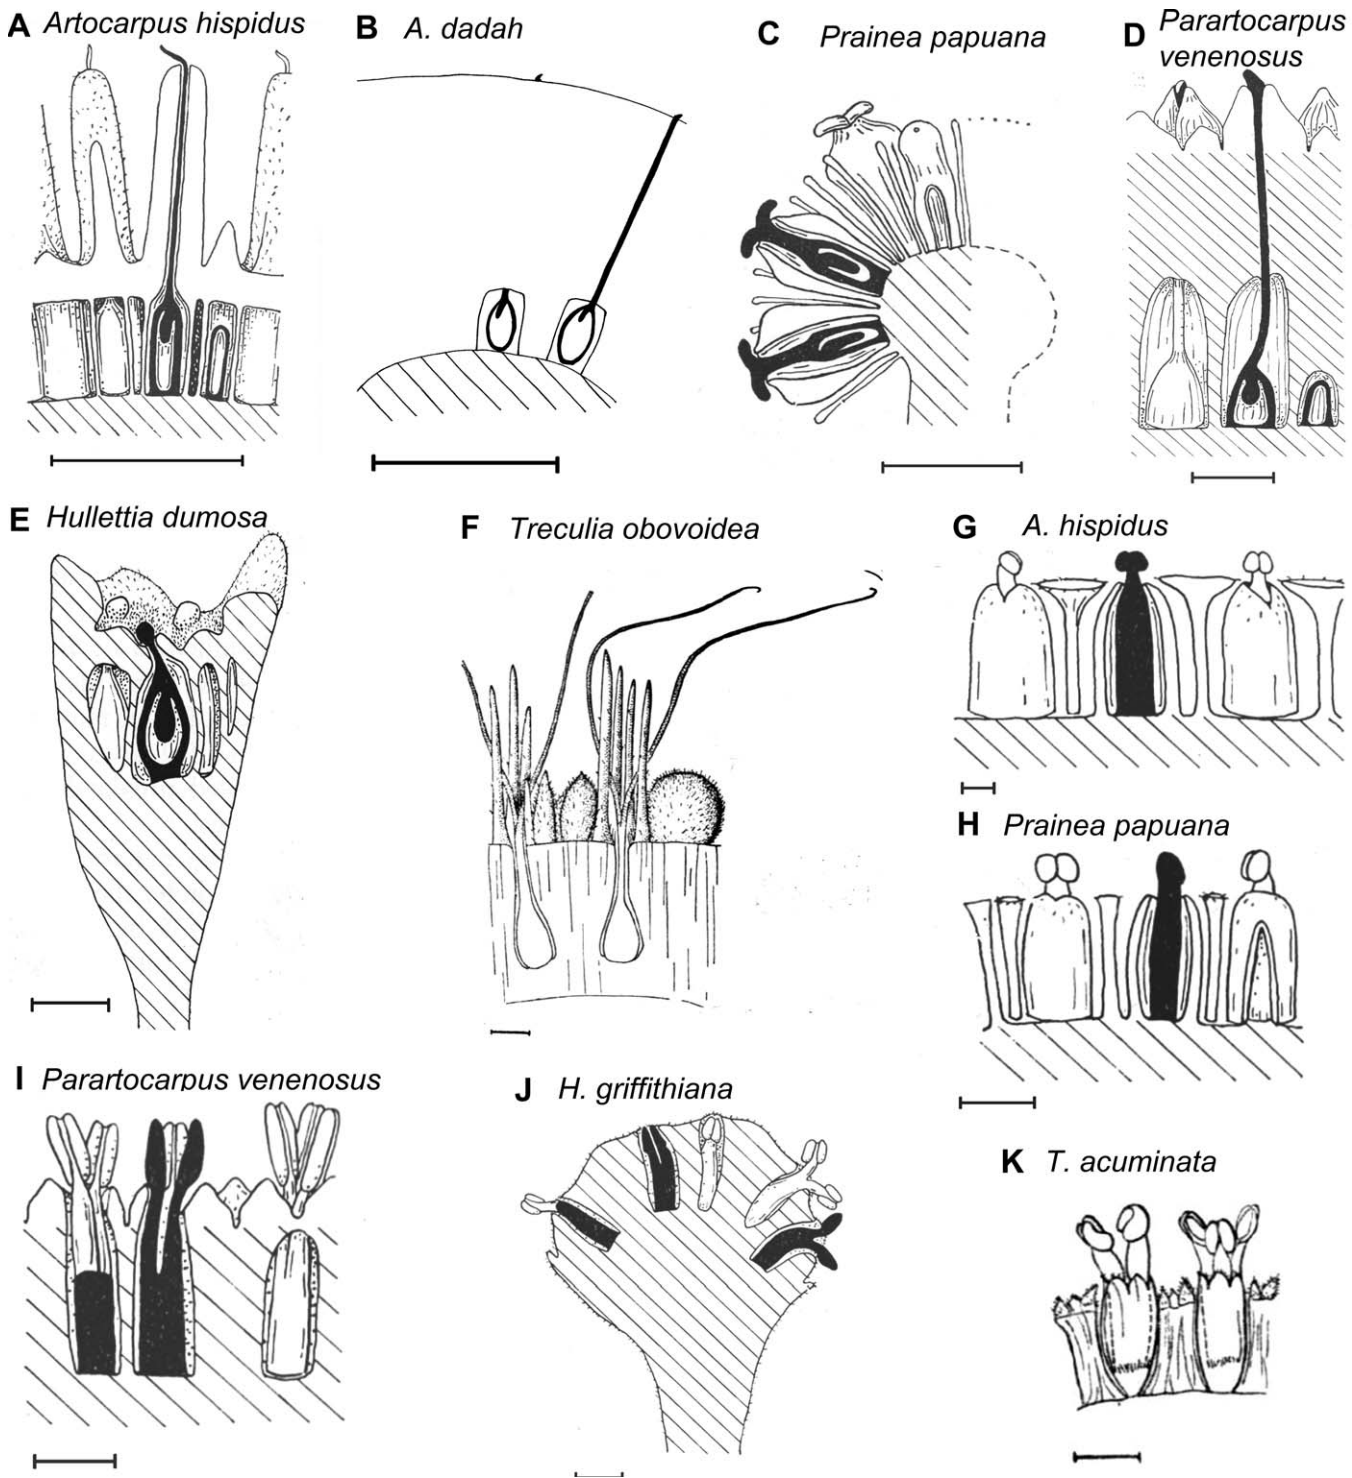 A Artocarpus hispidus
B A. dadah
C Prainea papuana
D Parartocarpus
venenosus
E Hullettia dumosa
F Treculia obovoidea
G A. hispidus
H Prainea papuana
I Parartocarpus venenosus
J H. griffithiana
K T. acuminata